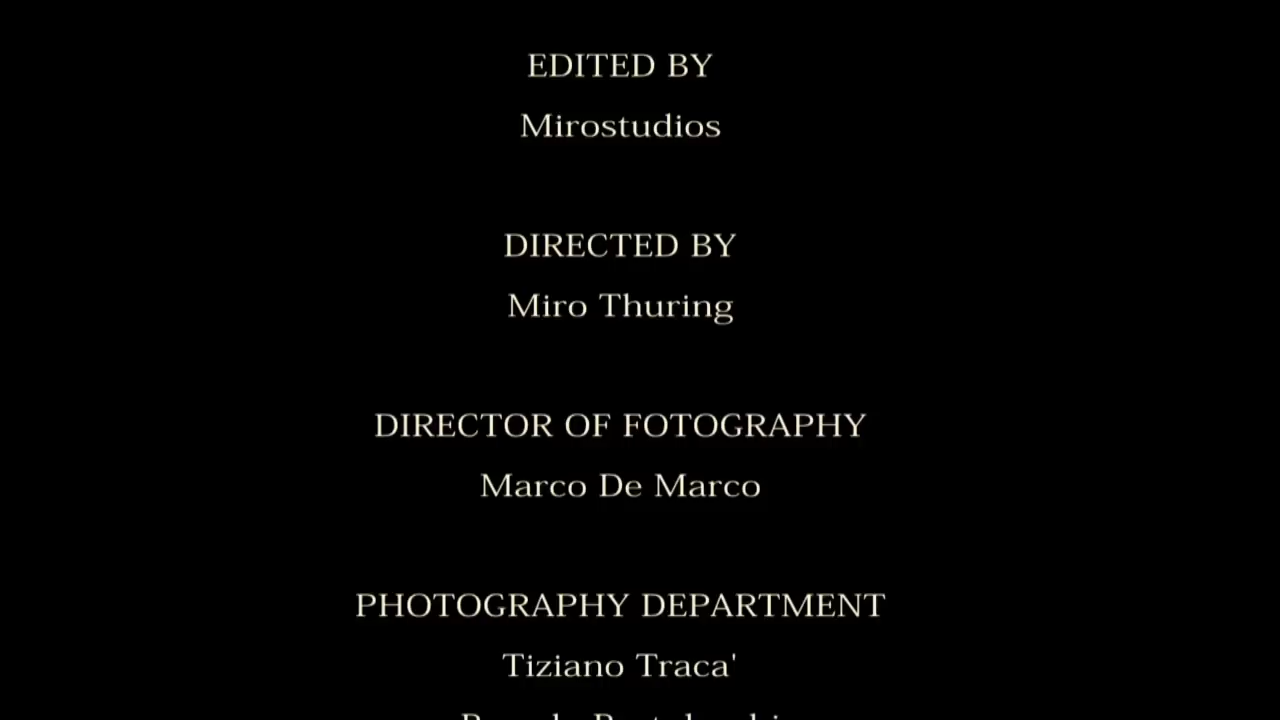 EDITED BY
Mirostudios
DIRECTED BY
Miro Thuring
DIRECTOR OF FOTOGRAPHY
Marco De Marco
PHOTOGRAPHY DEPARTMENT
Tiziano Traca'